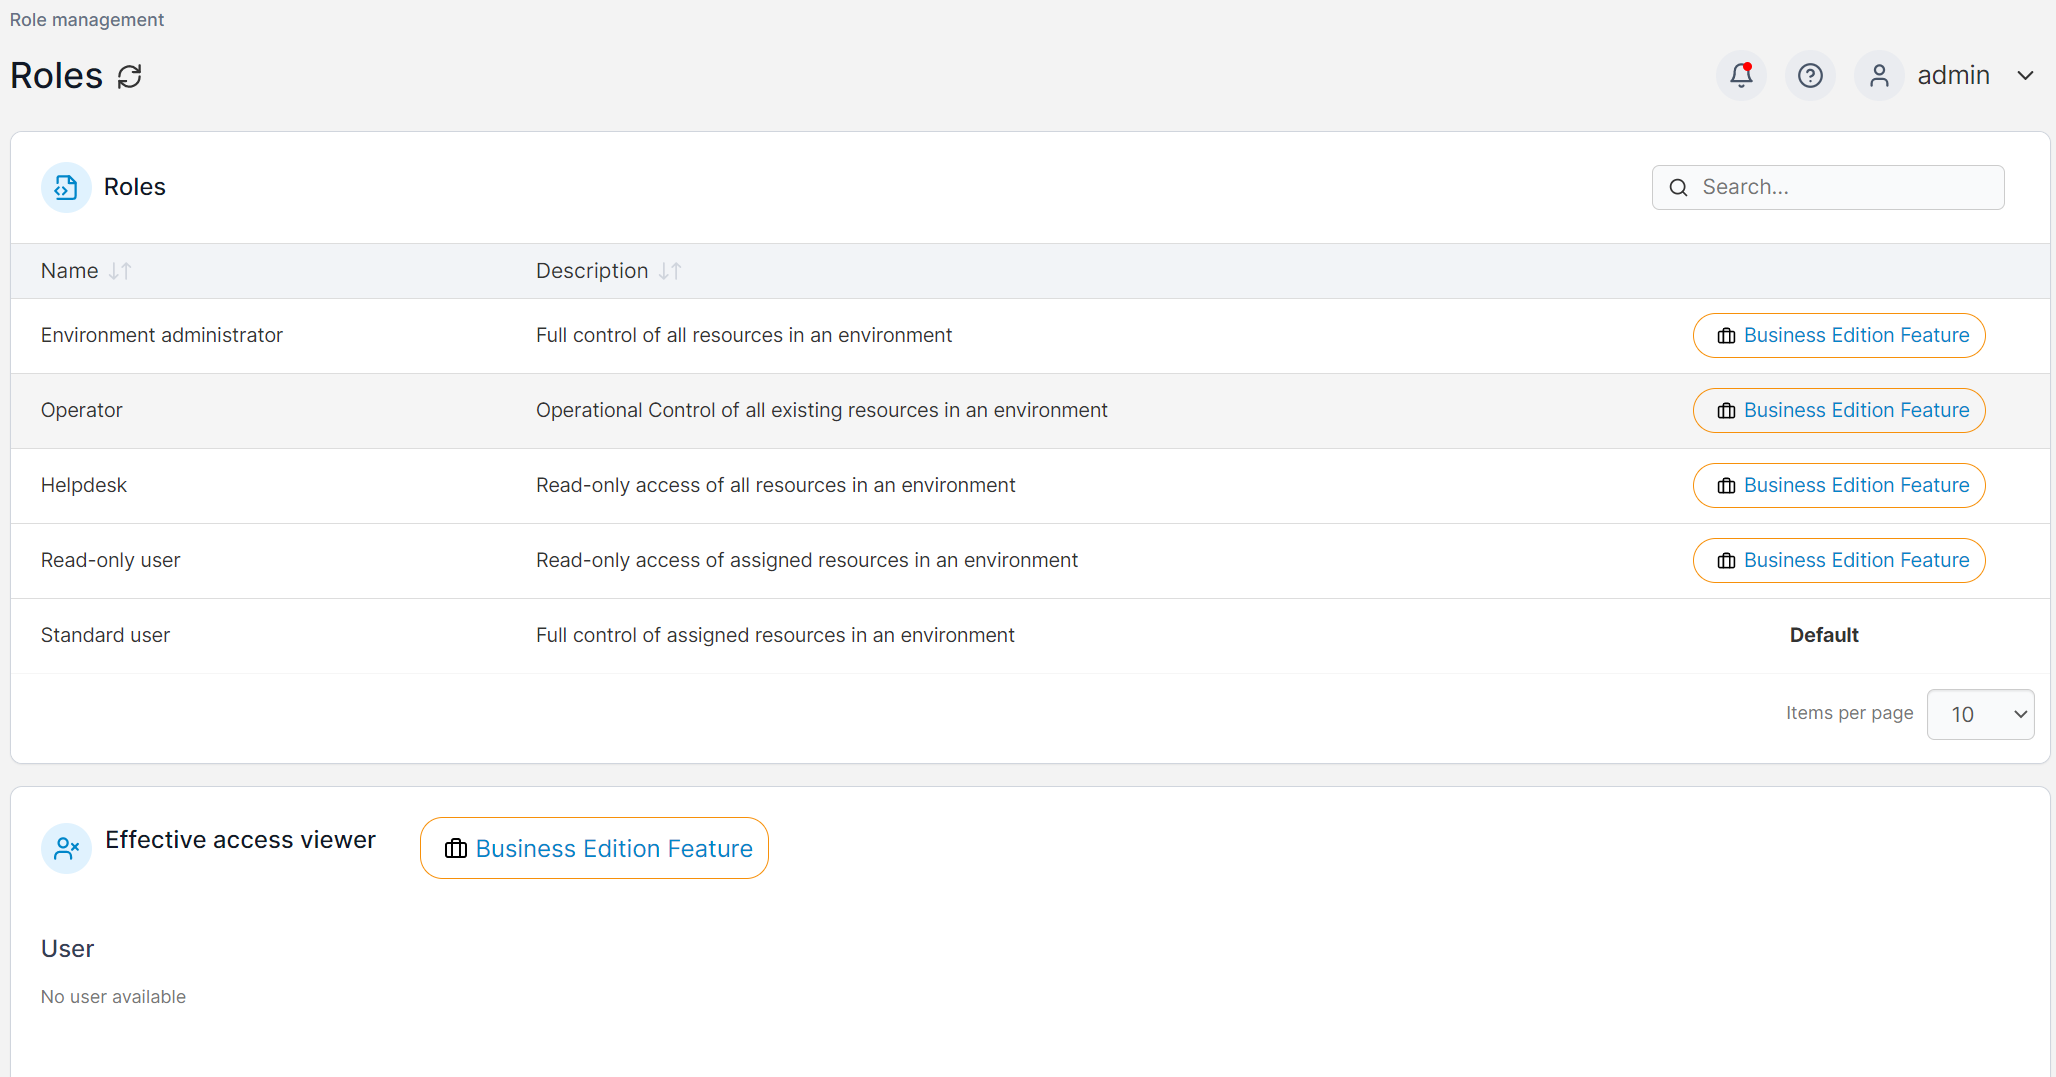 Role management
Roles
admin
Roles
Search...
Name Description
Environment administrator Full control of all resources in an environment Business Edition Feature
Operator Operational Control of all existing resources in an environment Business Edition Feature
Helpdesk Read-only access of all resources in an environment Business Edition Feature
Read-only user Read-only access of assigned resources in an environment Business Edition Feature
Standard user Full control of assigned resources in an environment Default
Items per page 10
Effective access viewer Business Edition Feature
User
No user available